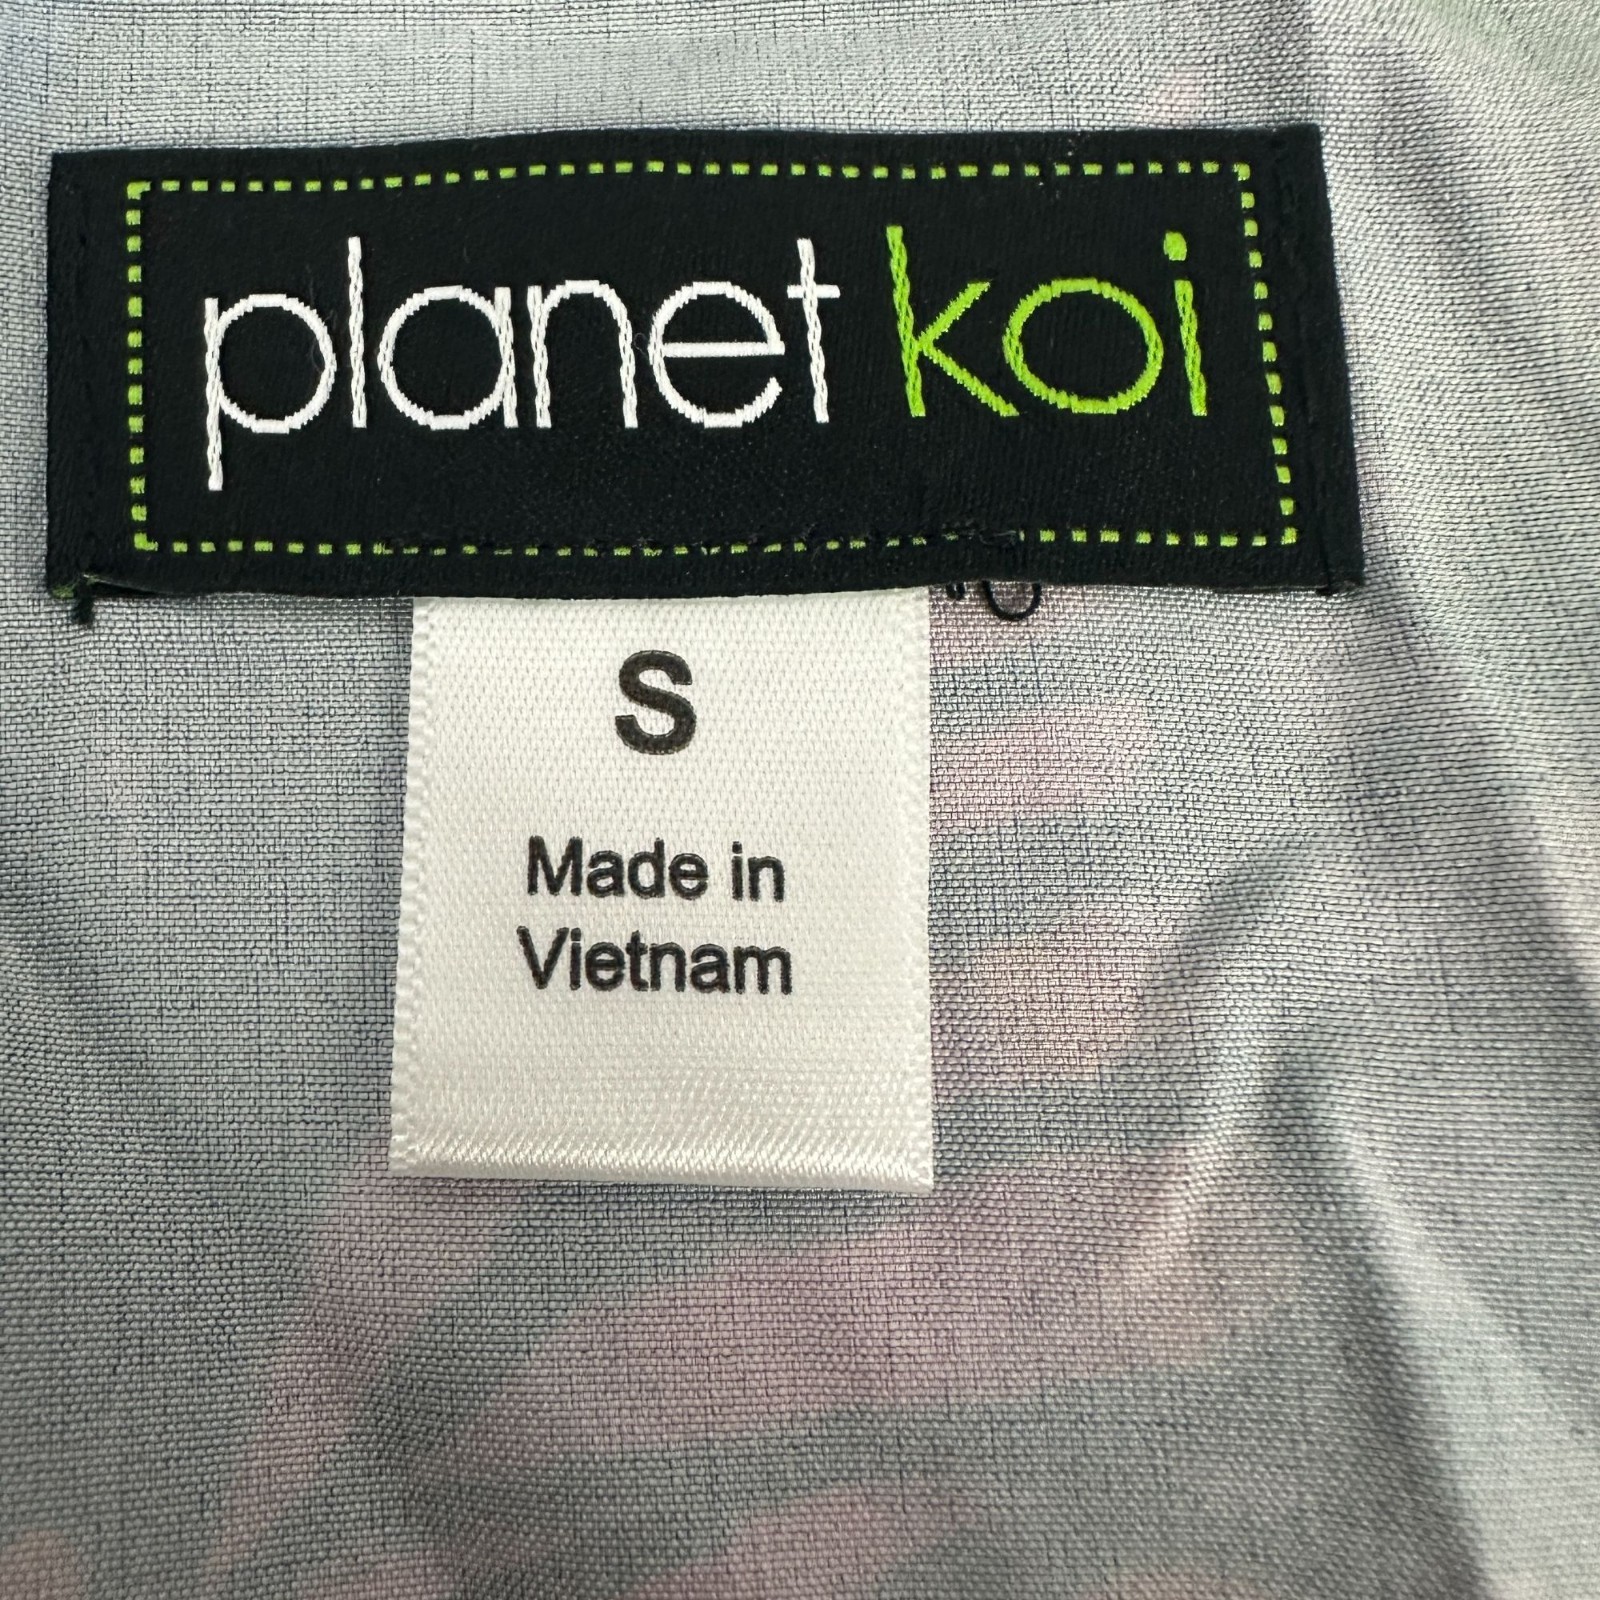 planet koi
S
Made in
Vietnam